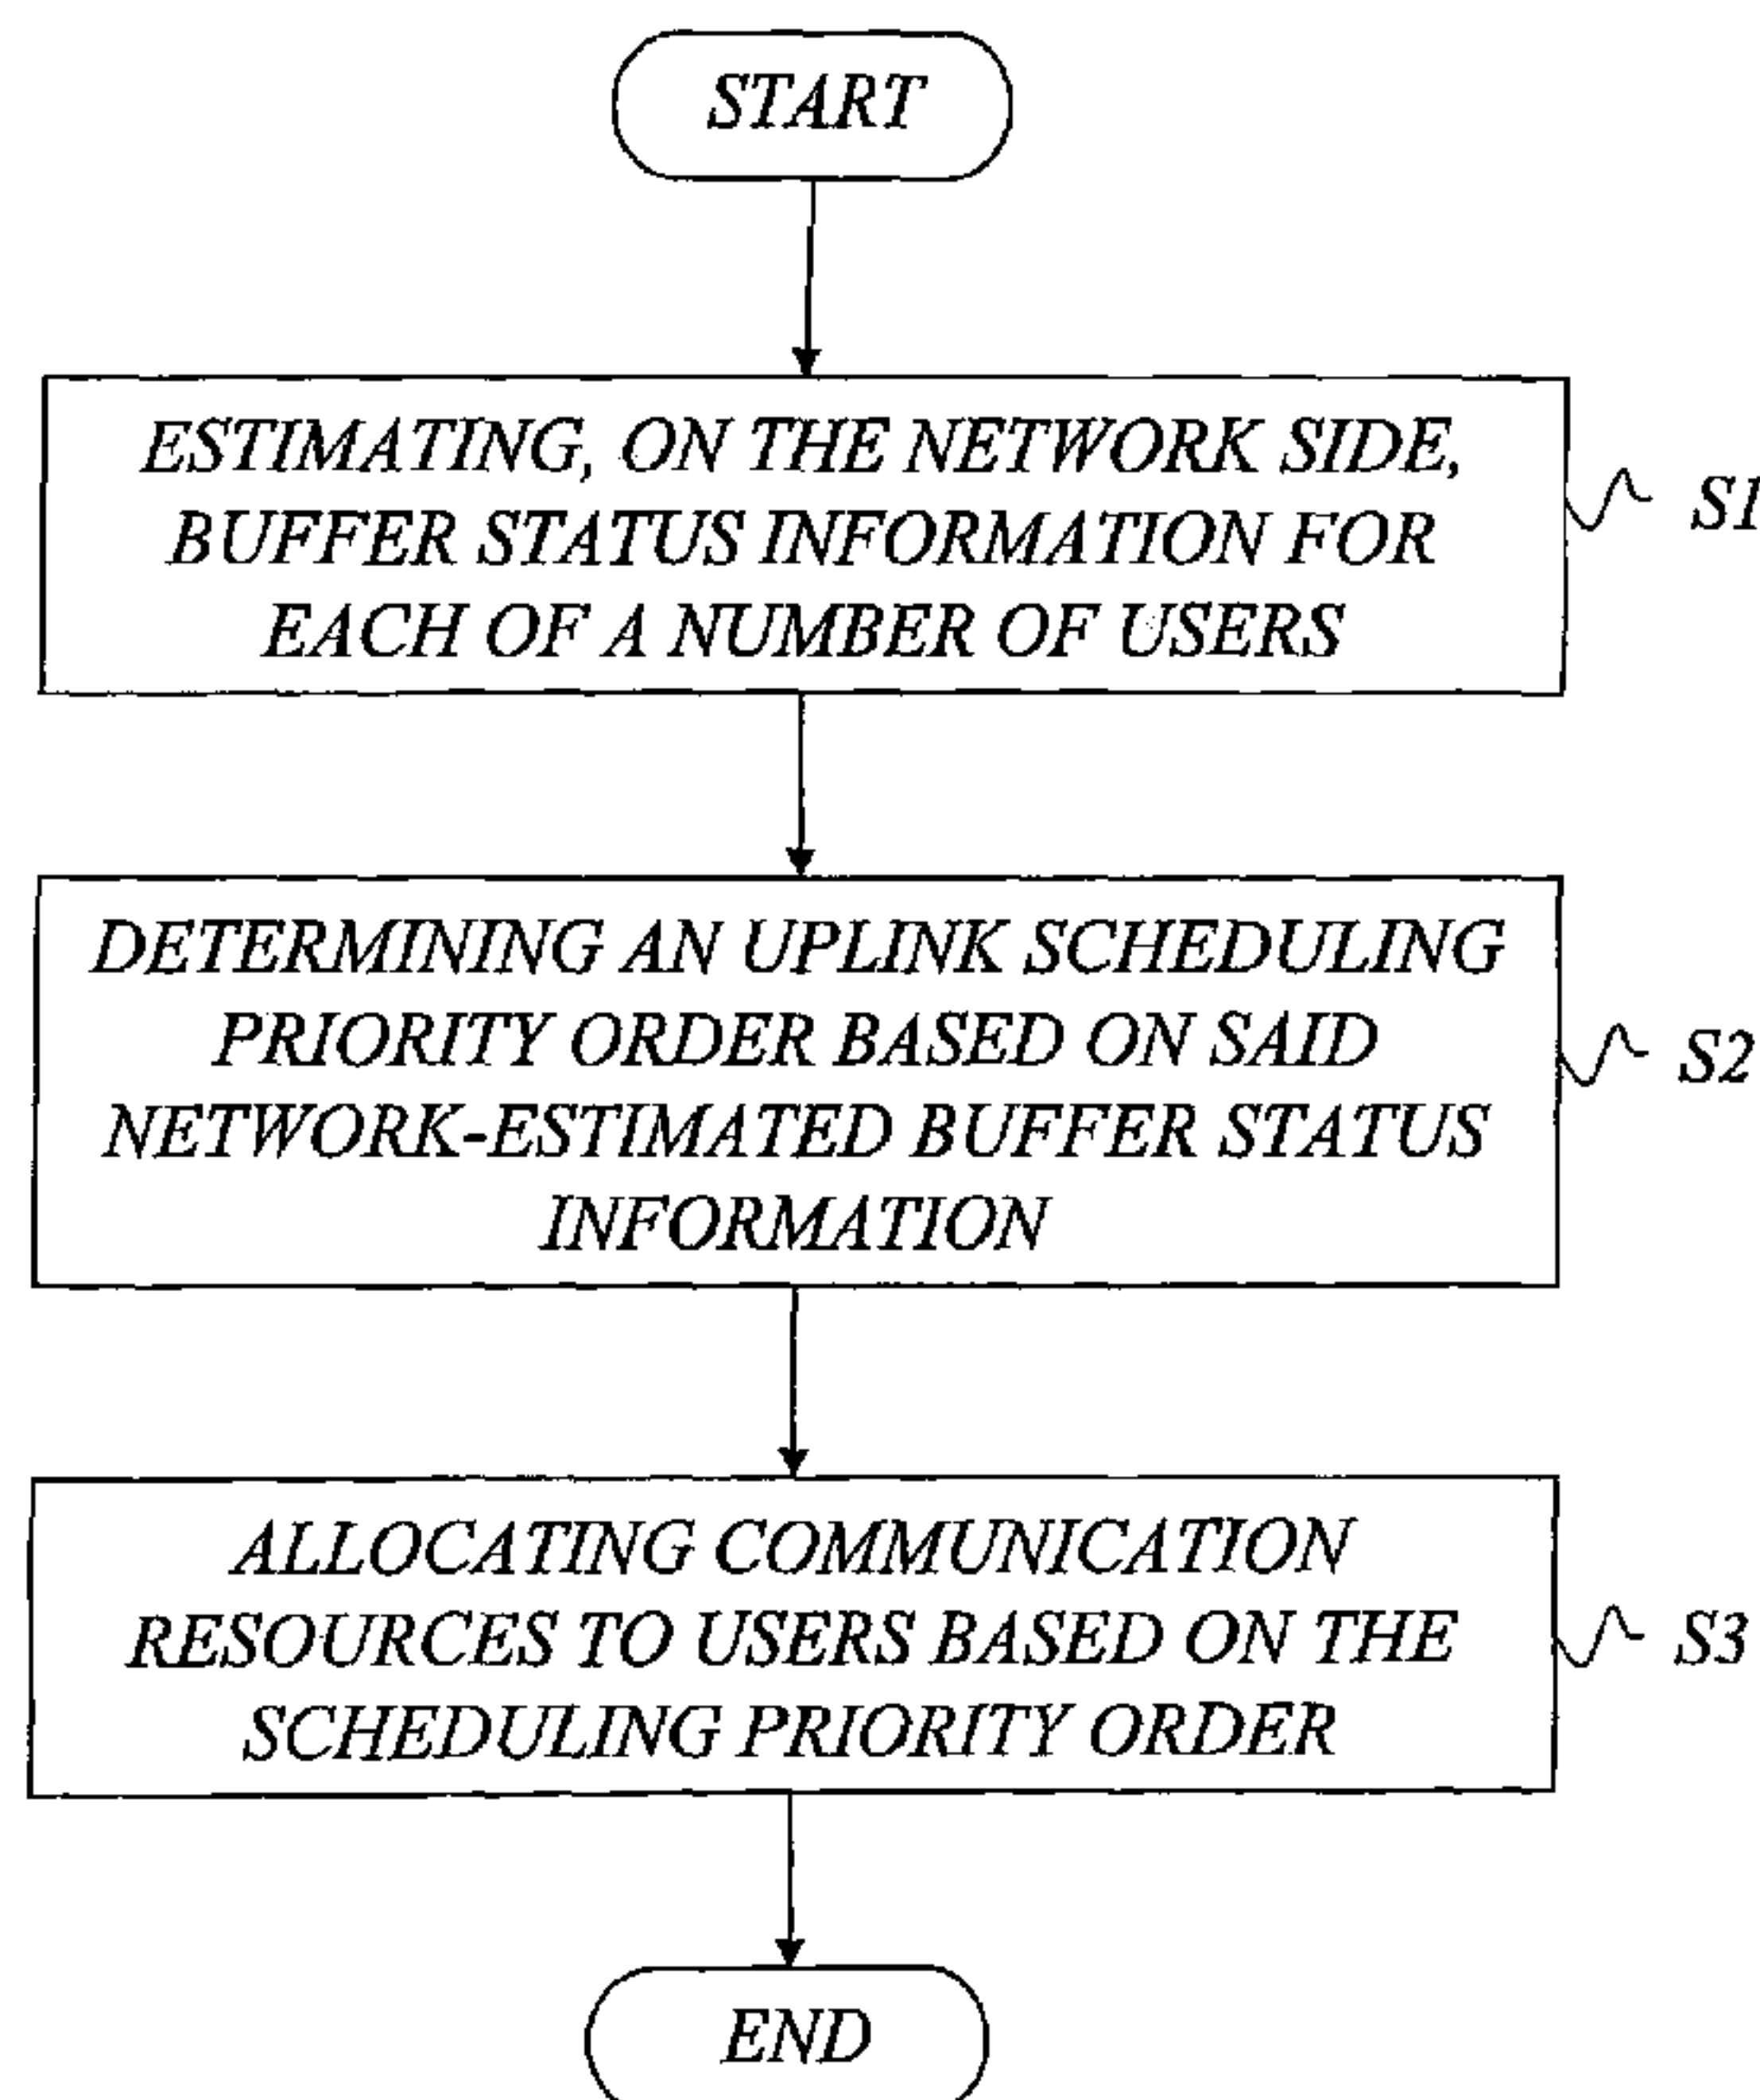 START
ESTIMATING, ON THE NETWORK SIDE,
BUFFER STATUS INFORMATION FOR
EACH OF A NUMBER OF USERS
S1
DETERMINING AN UPLINK SCHEDULING
PRIORITY ORDER BASED ON SAID
NETWORK-ESTIMATED BUFFER STATUS
INFORMATION
S2
ALLOCATING COMMUNICATION
RESOURCES TO USERS BASED ON THE
SCHEDULING PRIORITY ORDER
S3
END